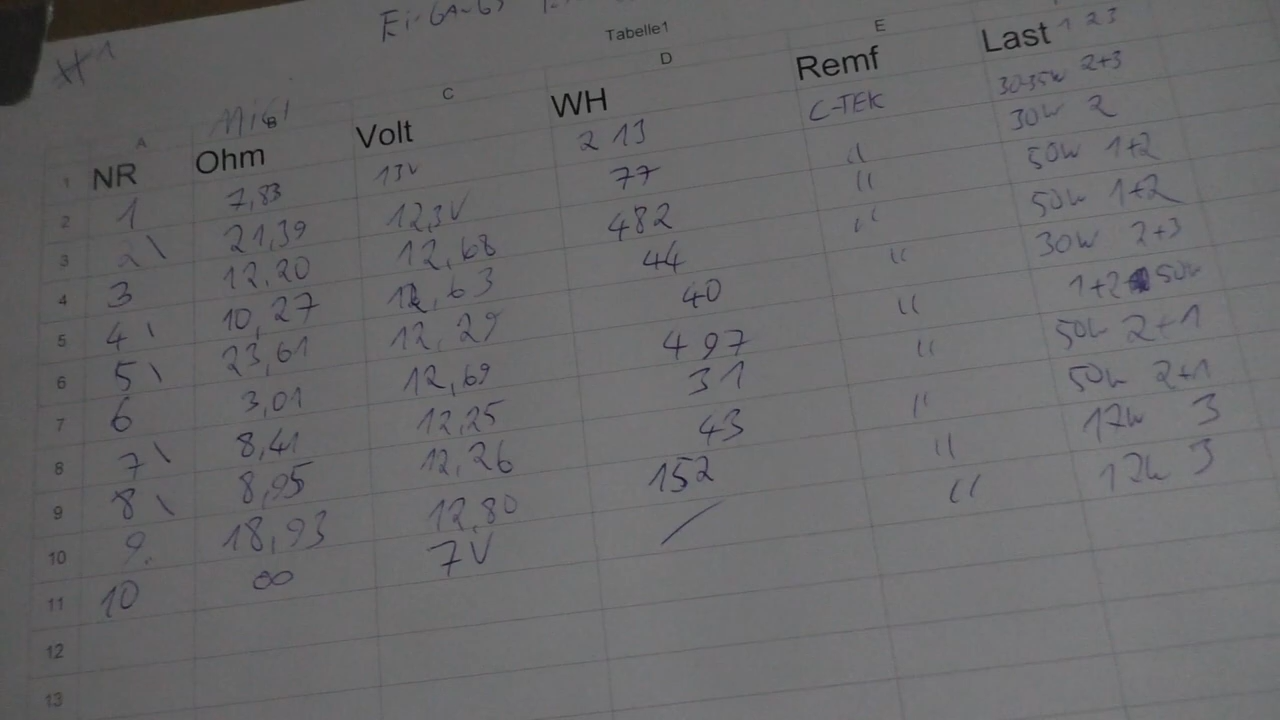 #1
Tabelle1
A B C D E
1 NR Ohm Volt WH Remf Last 1 2 3
2 1 7,83 13V 213 C-TEK 30-35W 2+3
3 2 \ 21,39 12,3V 77 " 30W 2
4 3 12,20 12,68 482 " 50W 1+2
5 4 \ 10,27 12,63 44 " 50W 1+2
6 5 \ 23,61 12,29 40 " 30W 2+3
7 6 3,01 12,69 497 " 1+2 50W
8 7 \ 8,41 12,25 31 " 50W 2+1
9 8 \ 8,95 12,26 43 " 50W 2+1
10 9. 18,93 12,80 152 " 12W 3
11 10 ∞ 7V / " 12W 3
12
13